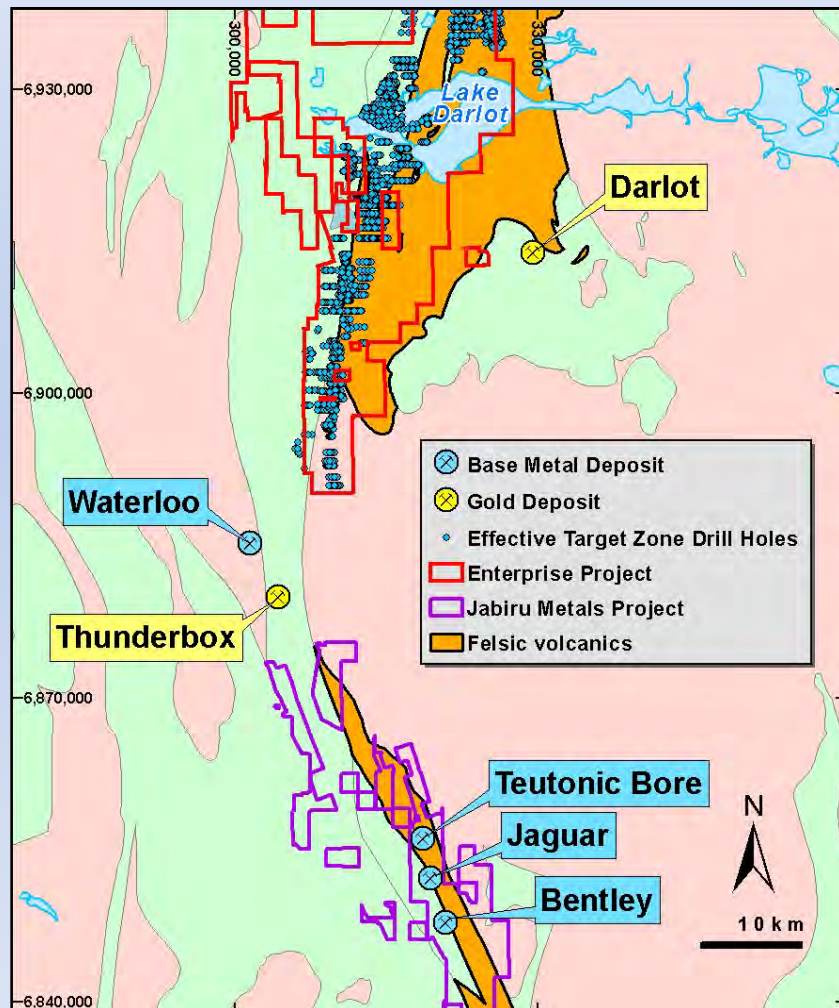 300,000
330,000
6,930,000
Lake
Darlot
Darlot
6,900,000
Base Metal Deposit
Gold Deposit
Effective Target Zone Drill Holes
Enterprise Project
Jabiru Metals Project
Felsic volcanics
Waterloo
Thunderbox
6,870,000
Teutonic Bore
Jaguar
Bentley
N
10 km
6,840,000